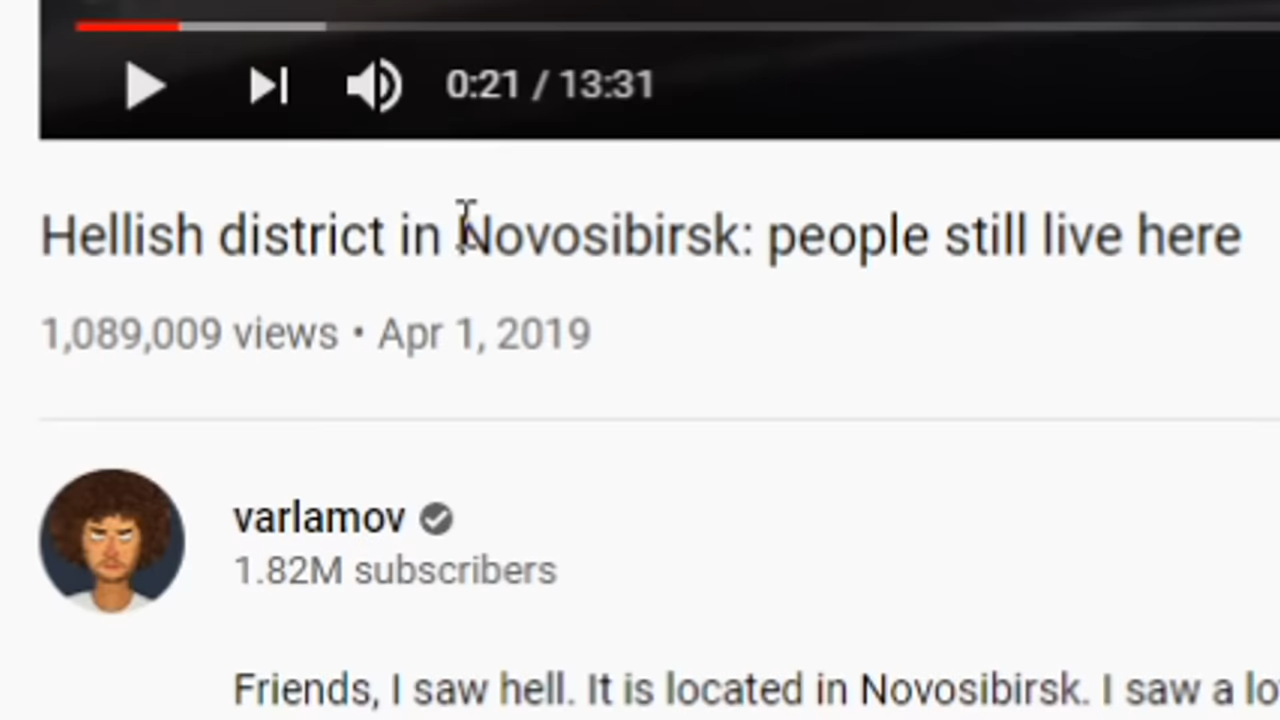 0:21 / 13:31
Hellish district in Novosibirsk: people still live here
1,089,009 views • Apr 1, 2019
varlamov
1.82M subscribers
Friends, I saw hell. It is located in Novosibirsk. I saw a